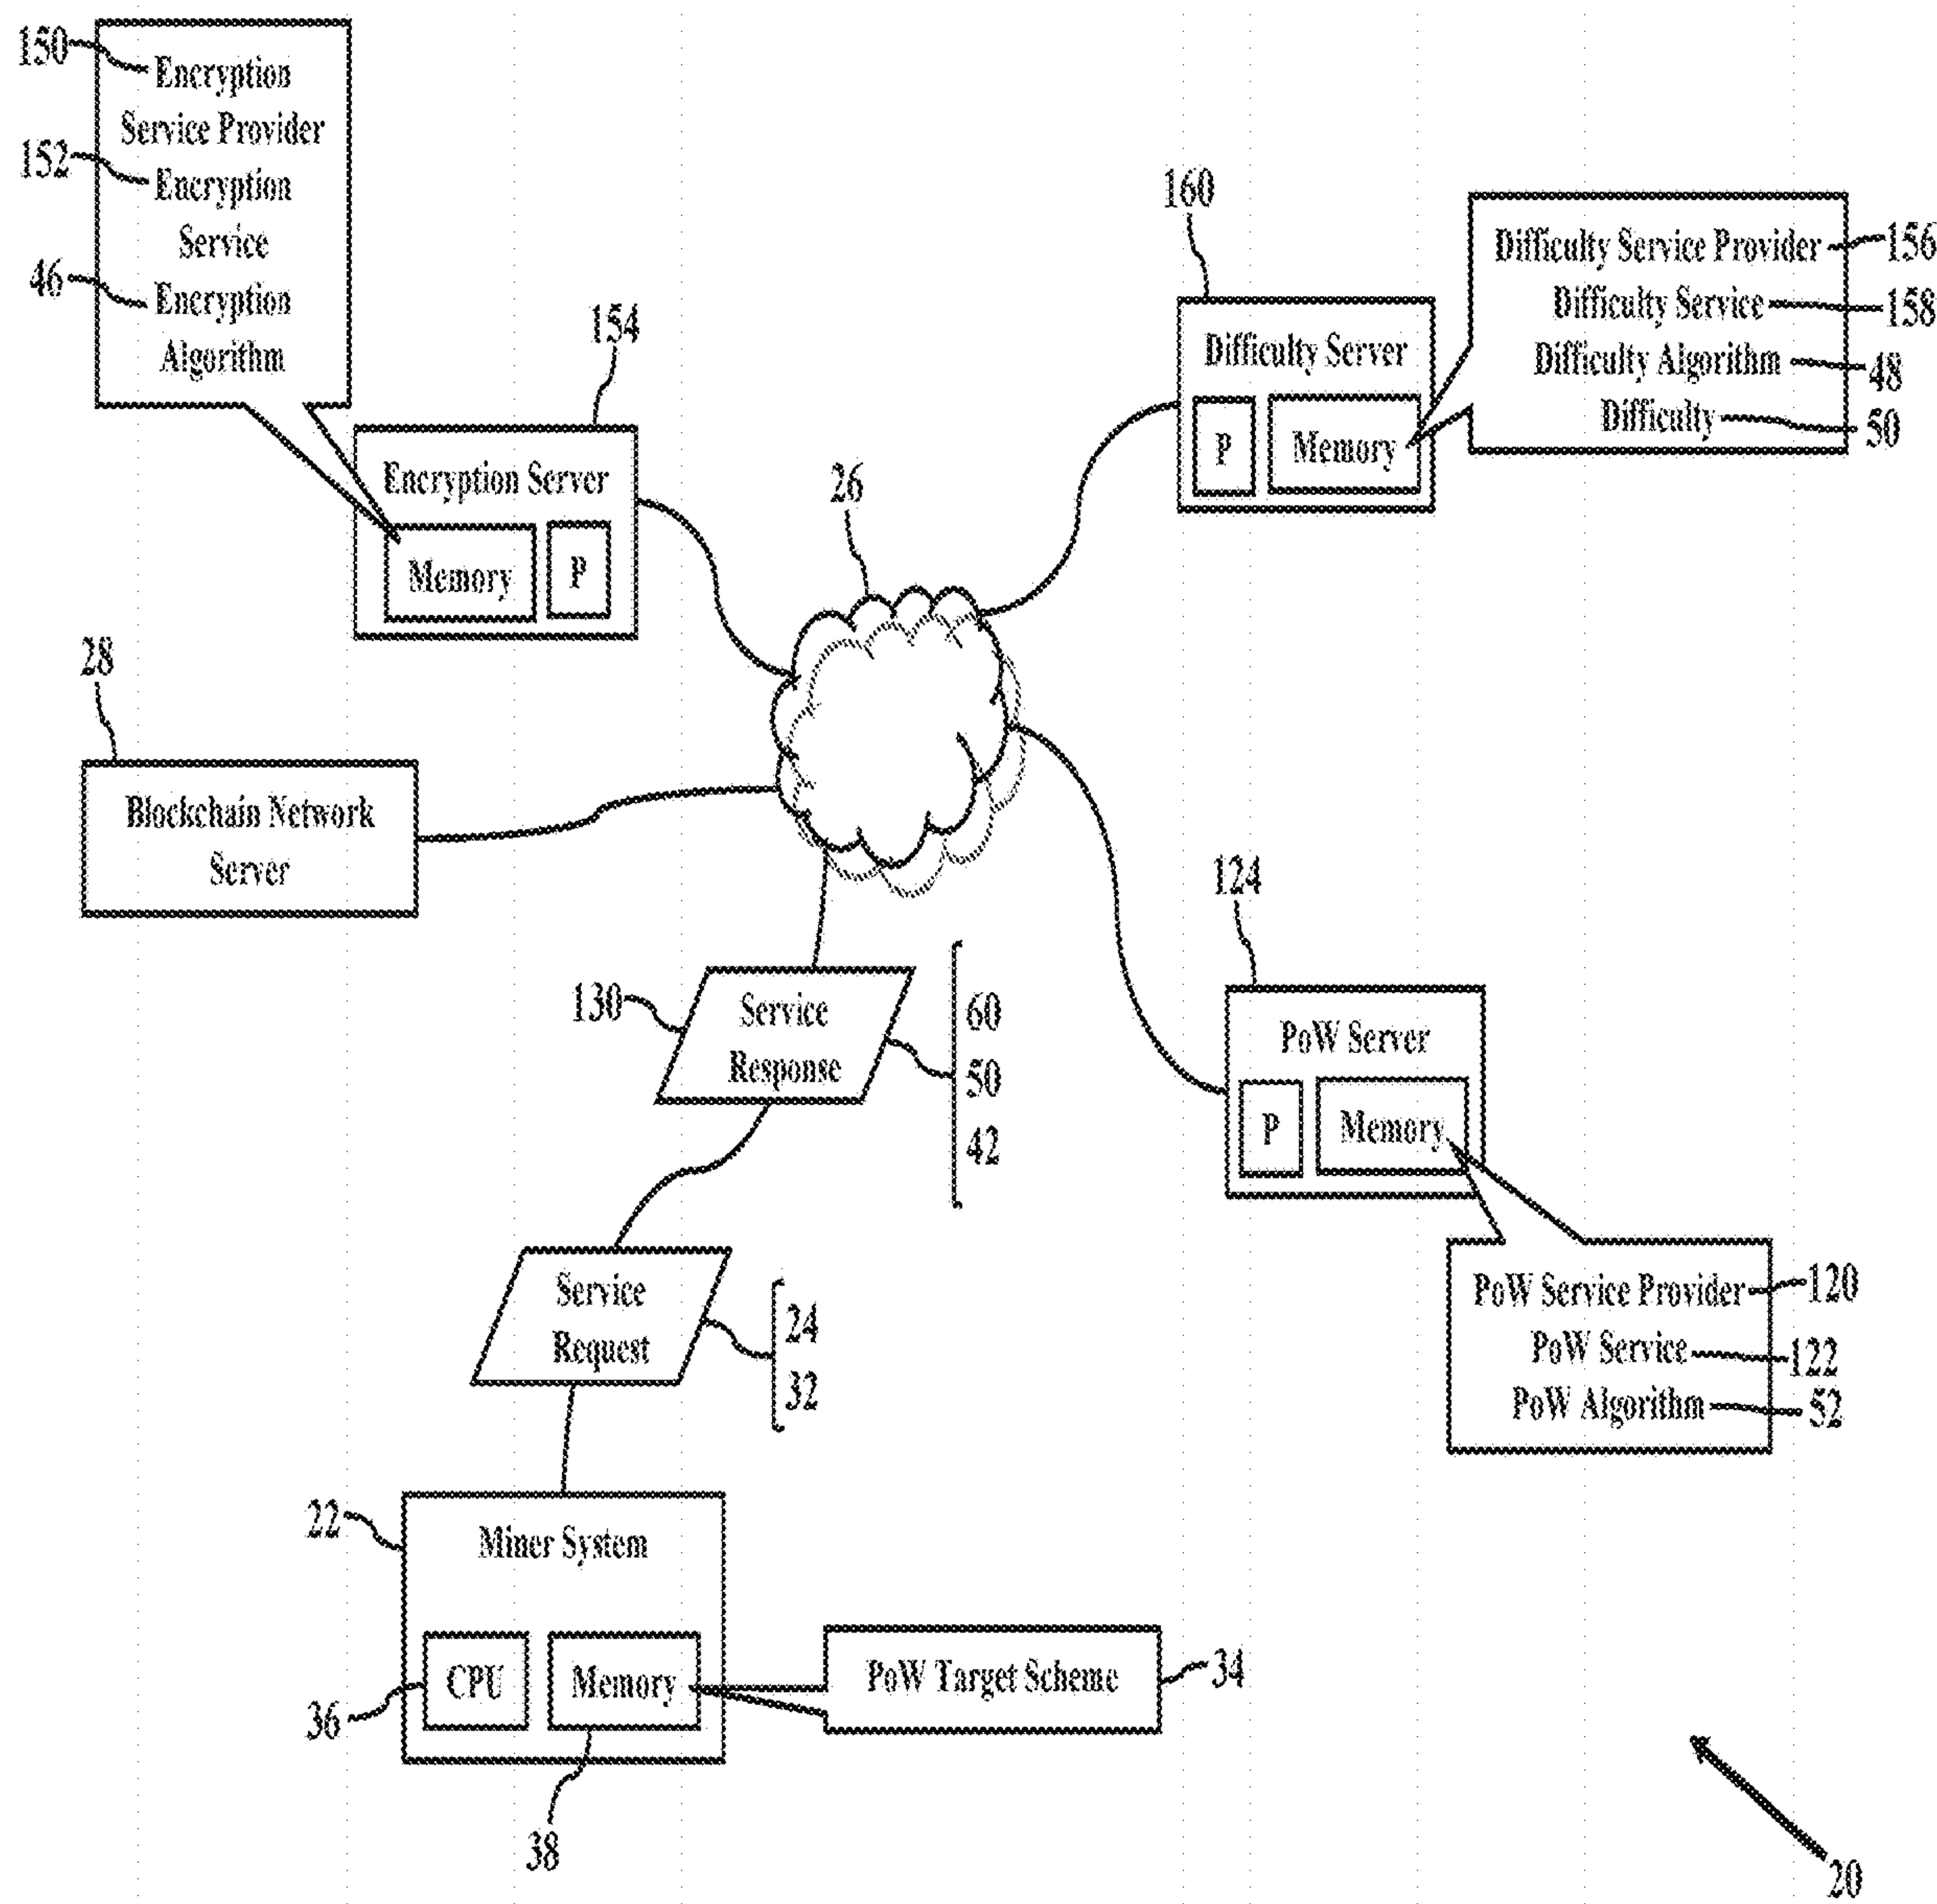 150
Encryption
Service Provider
152
Encryption
Service
46
Encryption
Algorithm
154
Encryption Server
Memory
P
160
Difficulty Server
P
Memory
Difficulty Service Provider
156
Difficulty Service
158
Difficulty Algorithm
48
Difficulty
50
26
28
Blockchain Network
Server
130
Service
Response
60
50
42
124
PoW Server
P
Memory
PoW Service Provider
120
PoW Service
122
PoW Algorithm
52
Service
Request
24
32
22
Miner System
CPU
Memory
36
38
PoW Target Scheme
34
20